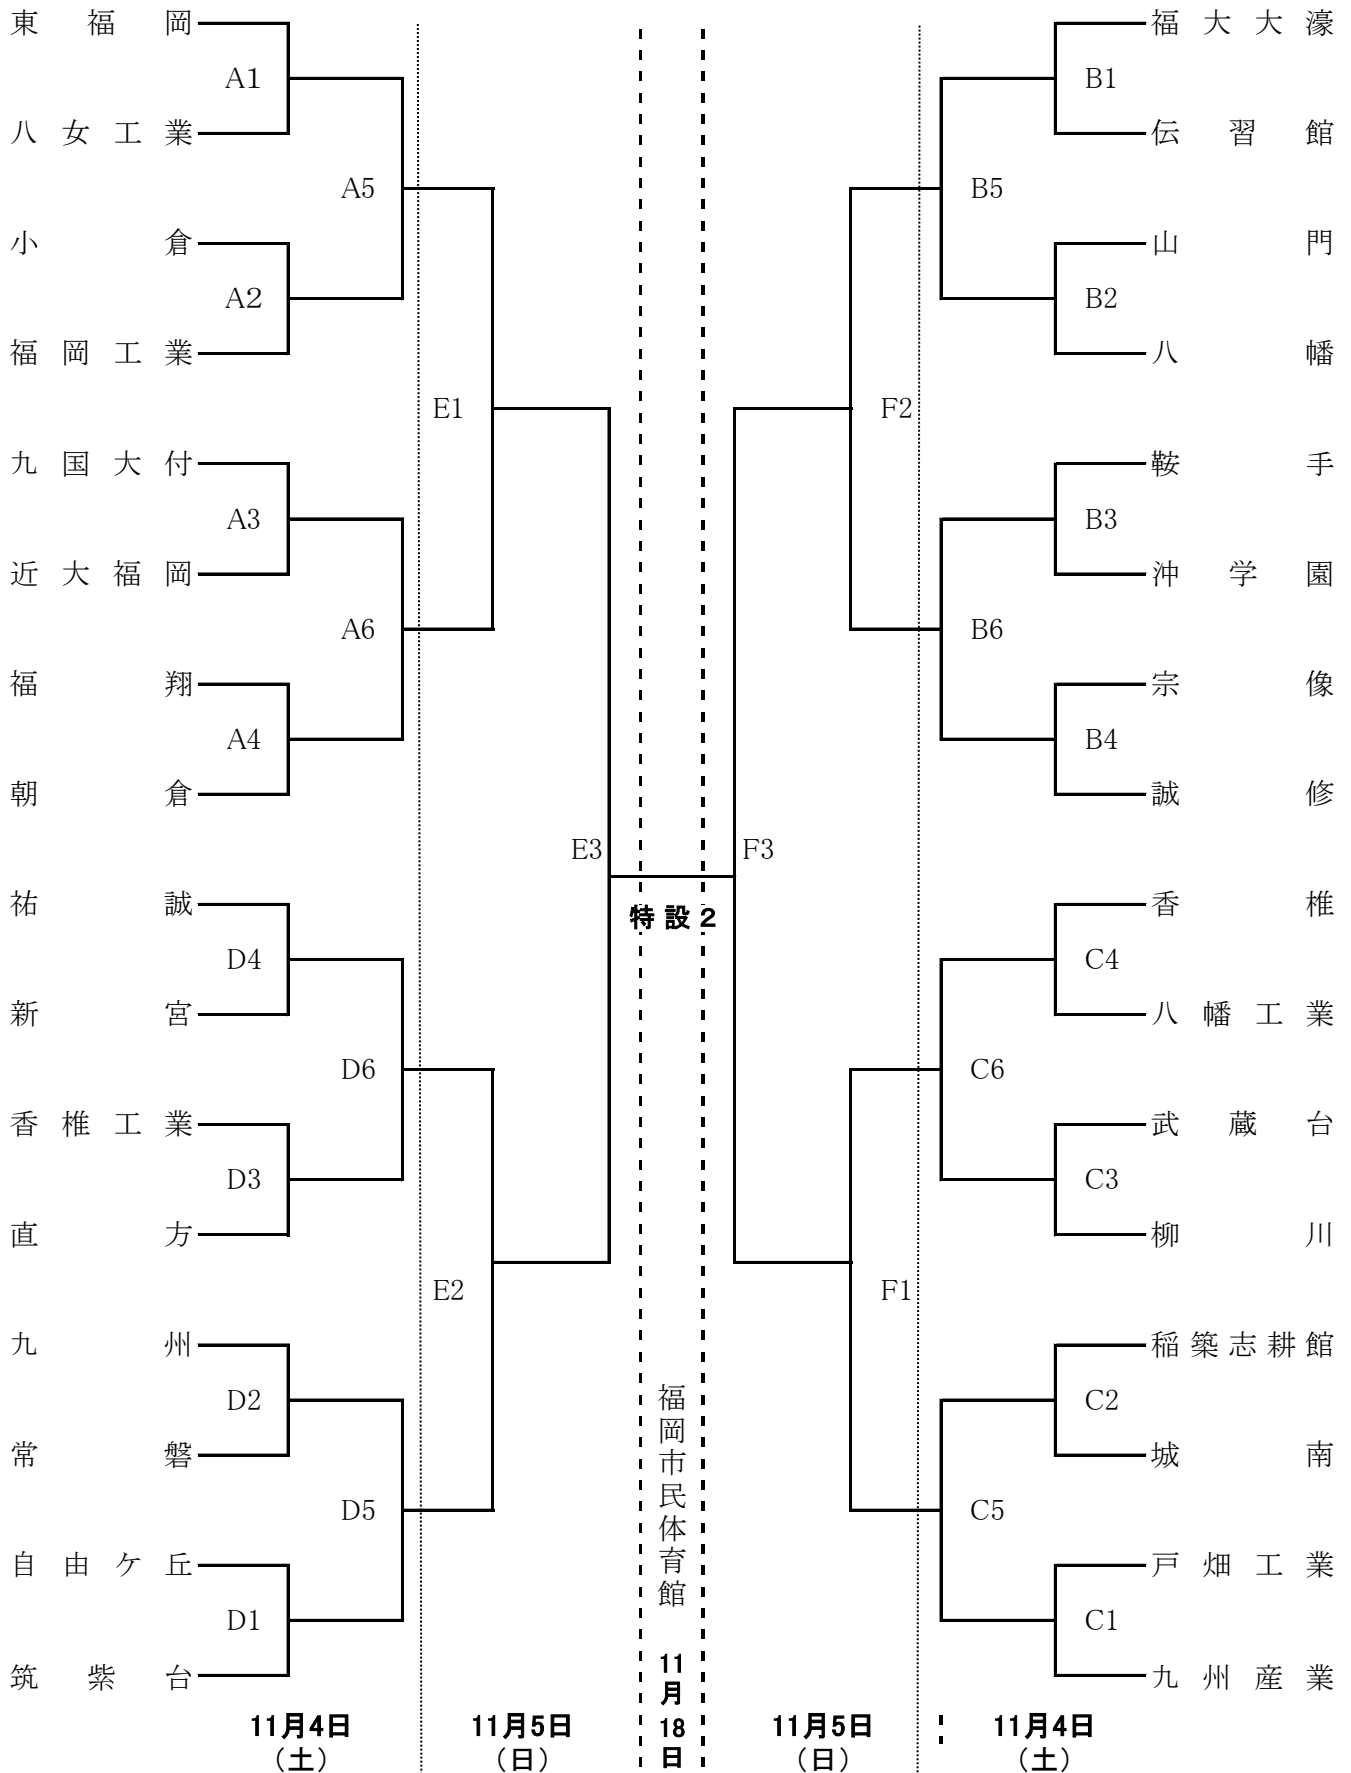 東福岡
A1
八女工業
A5
小倉
A2
福岡工業
E1
九国大付
A3
近大福岡
A6
福翔
A4
朝倉
E3
祐誠
D4
新宮
D6
香椎工業
D3
直方
E2
九州
D2
常磐
D5
自由ケ丘
D1
筑紫台
11月4日
(土)
11月5日
(日)
特設2
福岡市民体育館
11月18日
福大大濠
B1
伝習館
B5
山門
B2
八幡
F2
鞍手
B3
沖学園
B6
宗像
B4
誠修
F3
香椎
C4
八幡工業
C6
武蔵台
C3
柳川
F1
稲築志耕館
C2
城南
C5
戸畑工業
C1
九州産業
11月5日
(日)
11月4日
(土)